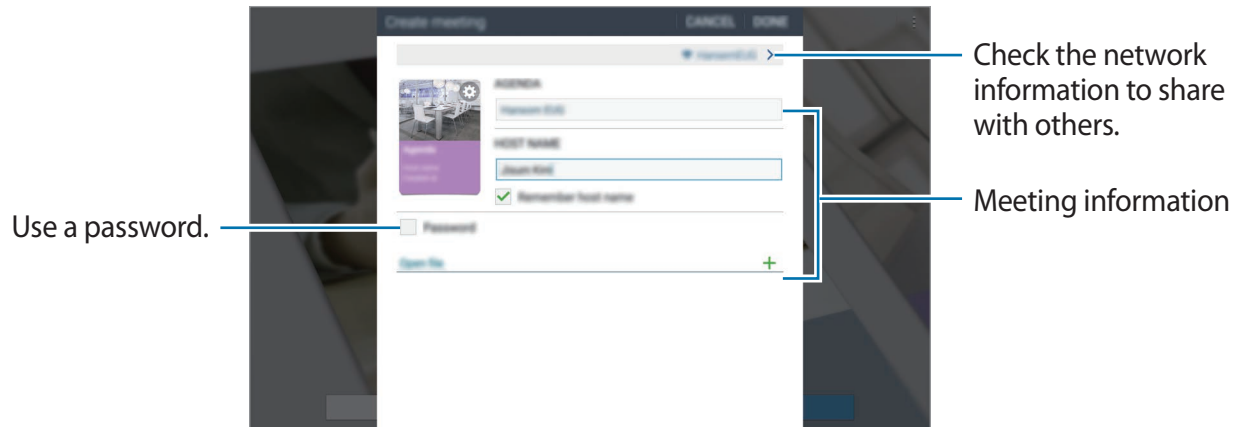 Create meeting
CANCEL DONE
AGENDA
HOST NAME
Remember host name
Password
Open file
Check the network
information to share
with others.
Meeting information
Use a password.